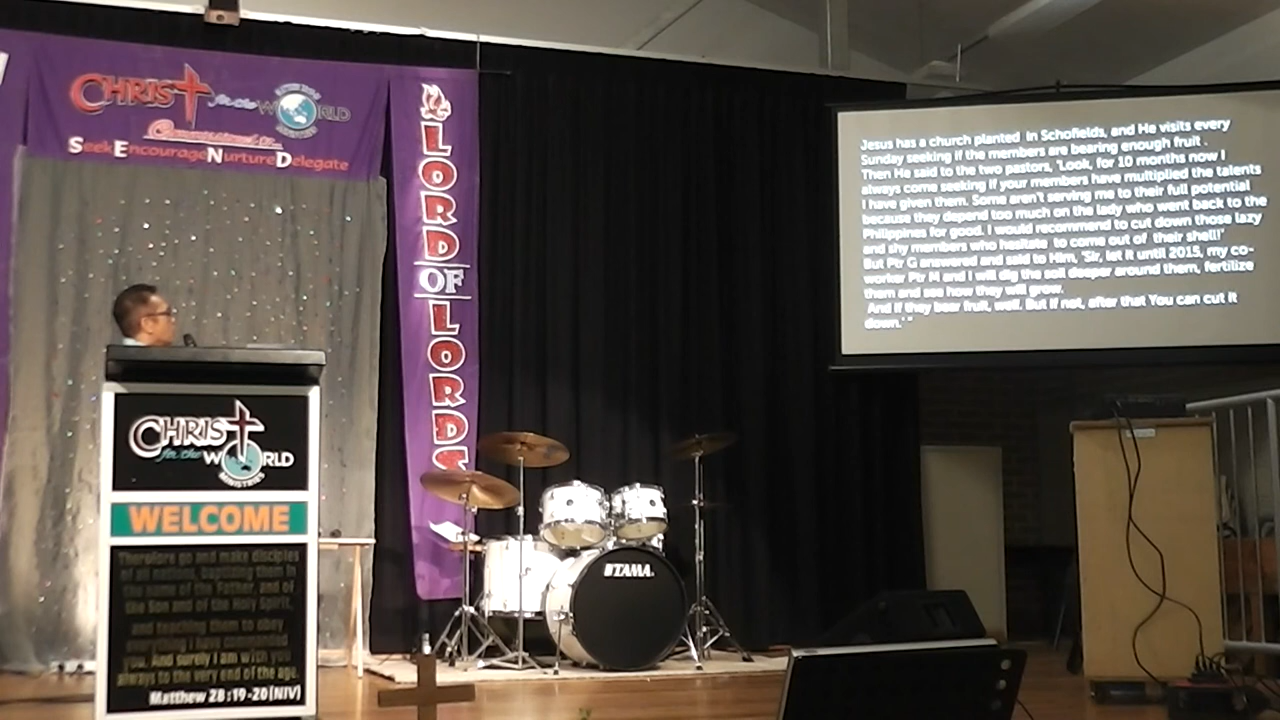 CHRIST for the WORLD
MINISTRIES
Commissioned to...
Seek Encourage Nurture Delegate
LORD OF LORDS
Jesus has a church planted in Schofields, and He visits every
Sunday seeking if the members are bearing enough fruit .
Then He said to the two pastors, 'Look, for 10 months now I
always come seeking if your members have multiplied the talents
I have given them. Some aren't serving me to their full potential
because they depend too much on the lady who went back to the
Philippines for good. I would recommend to cut down those lazy
and shy members who hesitate to come out of their shell!'
But Ptr G answered and said to Him, 'Sir, let it until 2015, my co-
worker Ptr M and I will dig the soil deeper around them, fertilize
them and see how they will grow.
And if they bear fruit, well. But if not, after that You can cut it
down.' "
CHRIST
for the WORLD
MINISTRIES
WELCOME
Therefore go and make disciples
of all nations, baptizing them in
the name of the Father, and of
the Son and of the Holy Spirit,
and teaching them to obey
everything I have commanded
you. And surely I am with you
always to the very end of the age.
Matthew 28:19-20(NIV)
TAMA